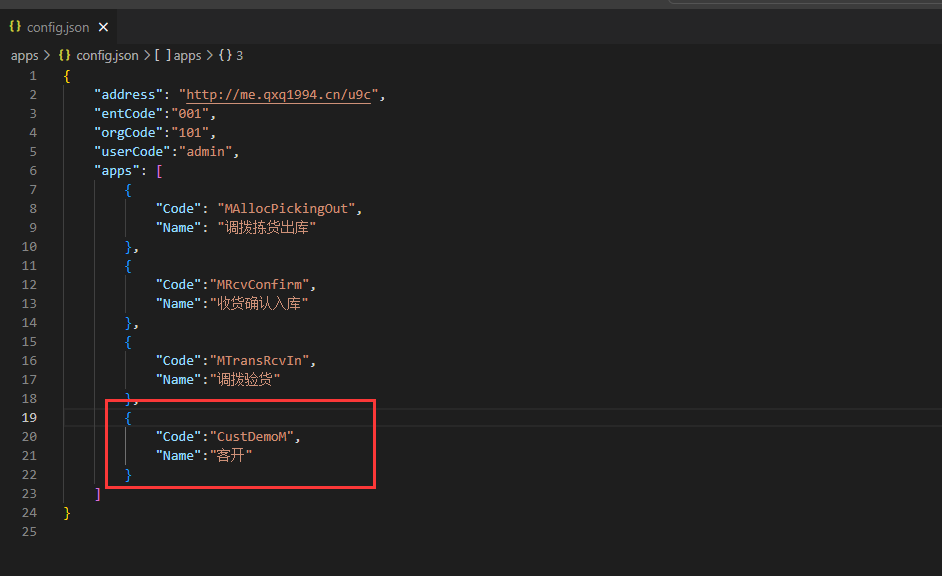 {} config.json ×
apps > {} config.json > [ ] apps > {} 3
1 {
2 "address": "http://me.qxq1994.cn/u9c",
3 "entCode":"001",
4 "orgCode":"101",
5 "userCode":"admin",
6 "apps": [
7 {
8 "Code": "MAllocPickingOut",
9 "Name": "调拨拣货出库"
10 },
11 {
12 "Code":"MRcvConfirm",
13 "Name":"收货确认入库"
14 },
15 {
16 "Code":"MTransRcvIn",
17 "Name":"调拨验货"
18 },
19 {
20 "Code":"CustDemoM",
21 "Name":"客开"
22 }
23 ]
24 }
25